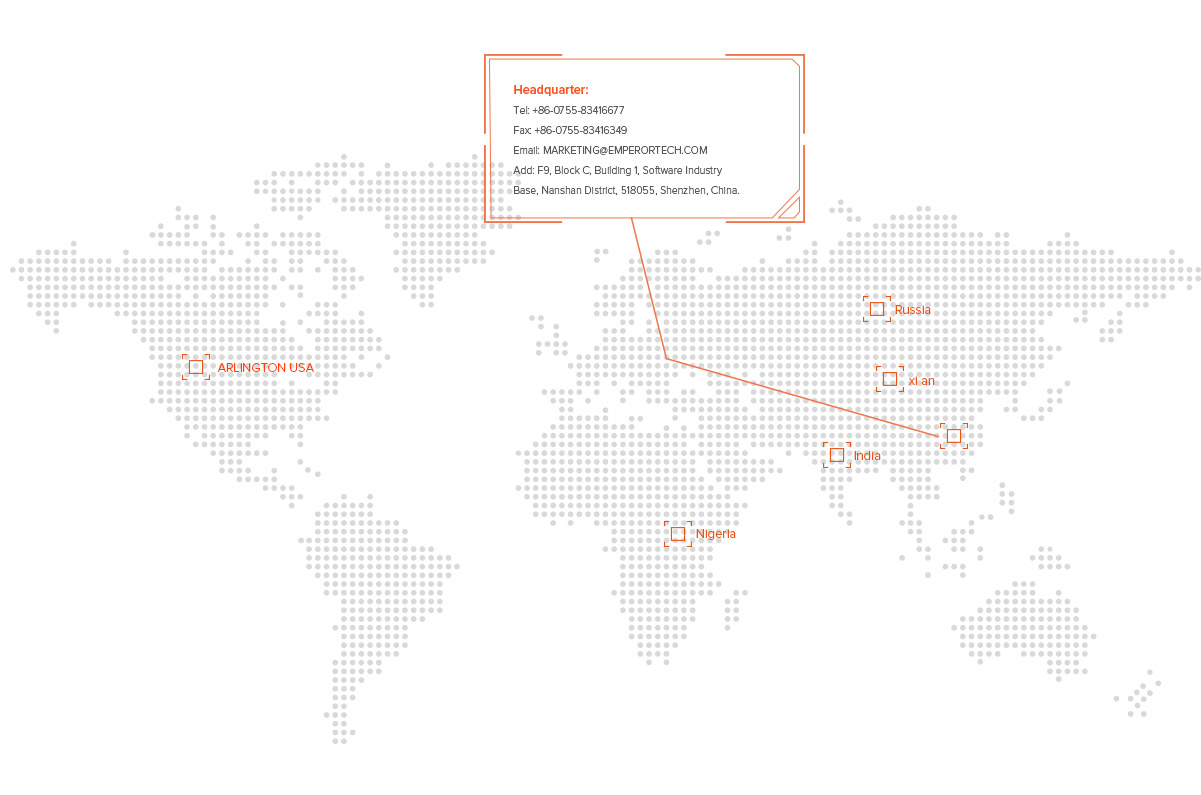 Headquarter:
Tel: +86-0755-83416677
Fax: +86-0755-83416349
Email: MARKETING@EMPERORTECH.COM
Add: F9, Block C, Building 1, Software Industry
Base, Nanshan District, 518055, Shenzhen, China.
Russia
ARLINGTON USA
xi an
India
Nigeria